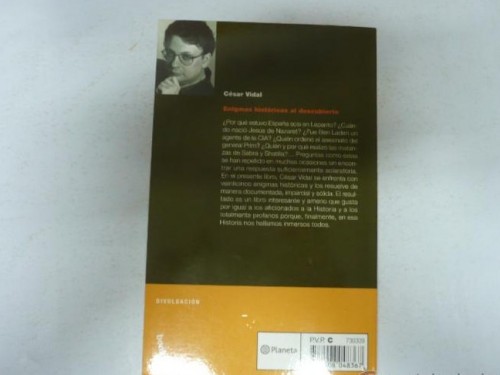 César Vidal
Enigmas históricos al descubierto
¿Por qué estuvo España sola en Lepanto? ¿Cuán-
do nació Jesús de Nazaret? ¿Fue Ben Laden un
agente de la CIA? ¿Quién ordenó el asesinato del
general Prim? ¿Quién y por qué realizó las matan-
zas de Sabra y Shatila?... Preguntas como éstas
se han repetido en muchas ocasiones sin encon-
trar una respuesta suficientemente aclaratoria.
En el presente libro, César Vidal se enfrenta con
veintiún enigmas históricos y los resuelve de
manera documentada, imparcial y sólida. El resul-
tado es un libro interesante y ameno que gusta
por igual a los aficionados a la Historia y a los
totalmente profanos porque, finalmente, en esa
Historia nos hallamos inmersos todos.
DIVULGACIÓN
Planeta
P.V.P. C